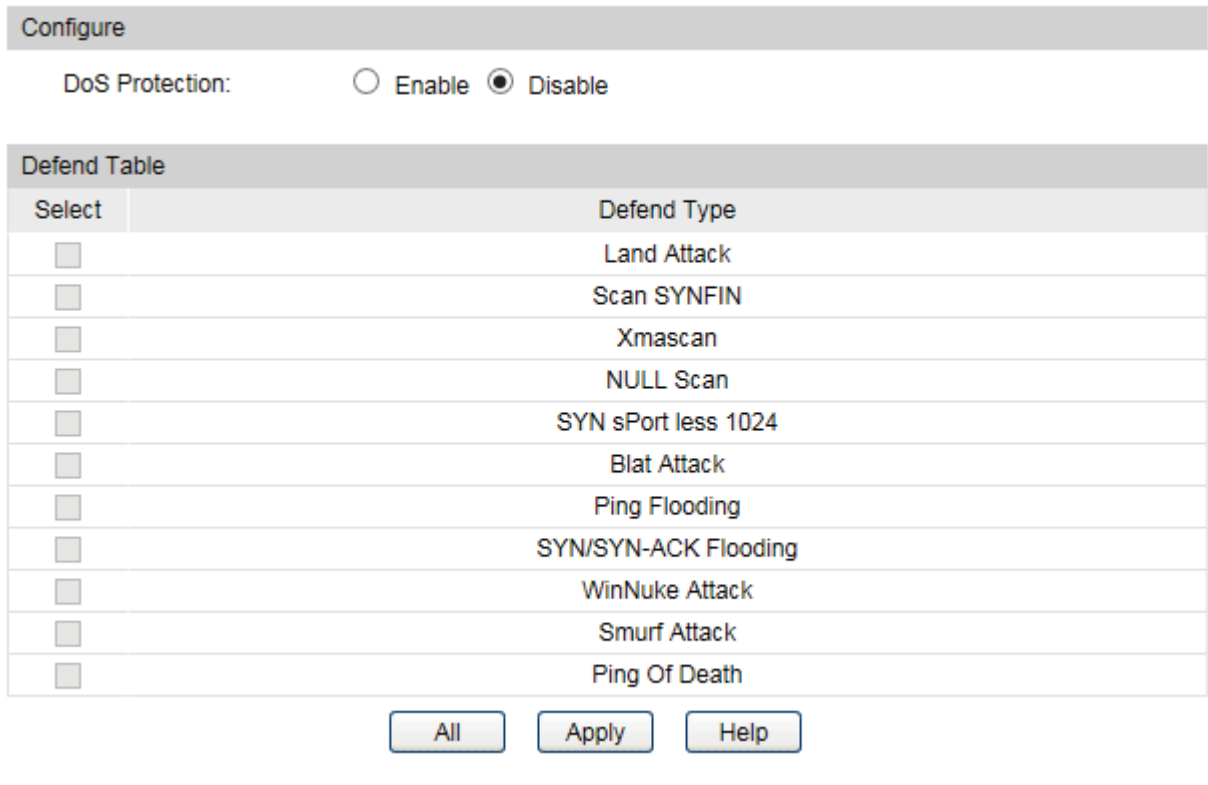 Configure
DoS Protection: Enable Disable
Defend Table
Select Defend Type
Land Attack
Scan SYNFIN
Xmascan
NULL Scan
SYN sPort less 1024
Blat Attack
Ping Flooding
SYN/SYN-ACK Flooding
WinNuke Attack
Smurf Attack
Ping Of Death
All Apply Help